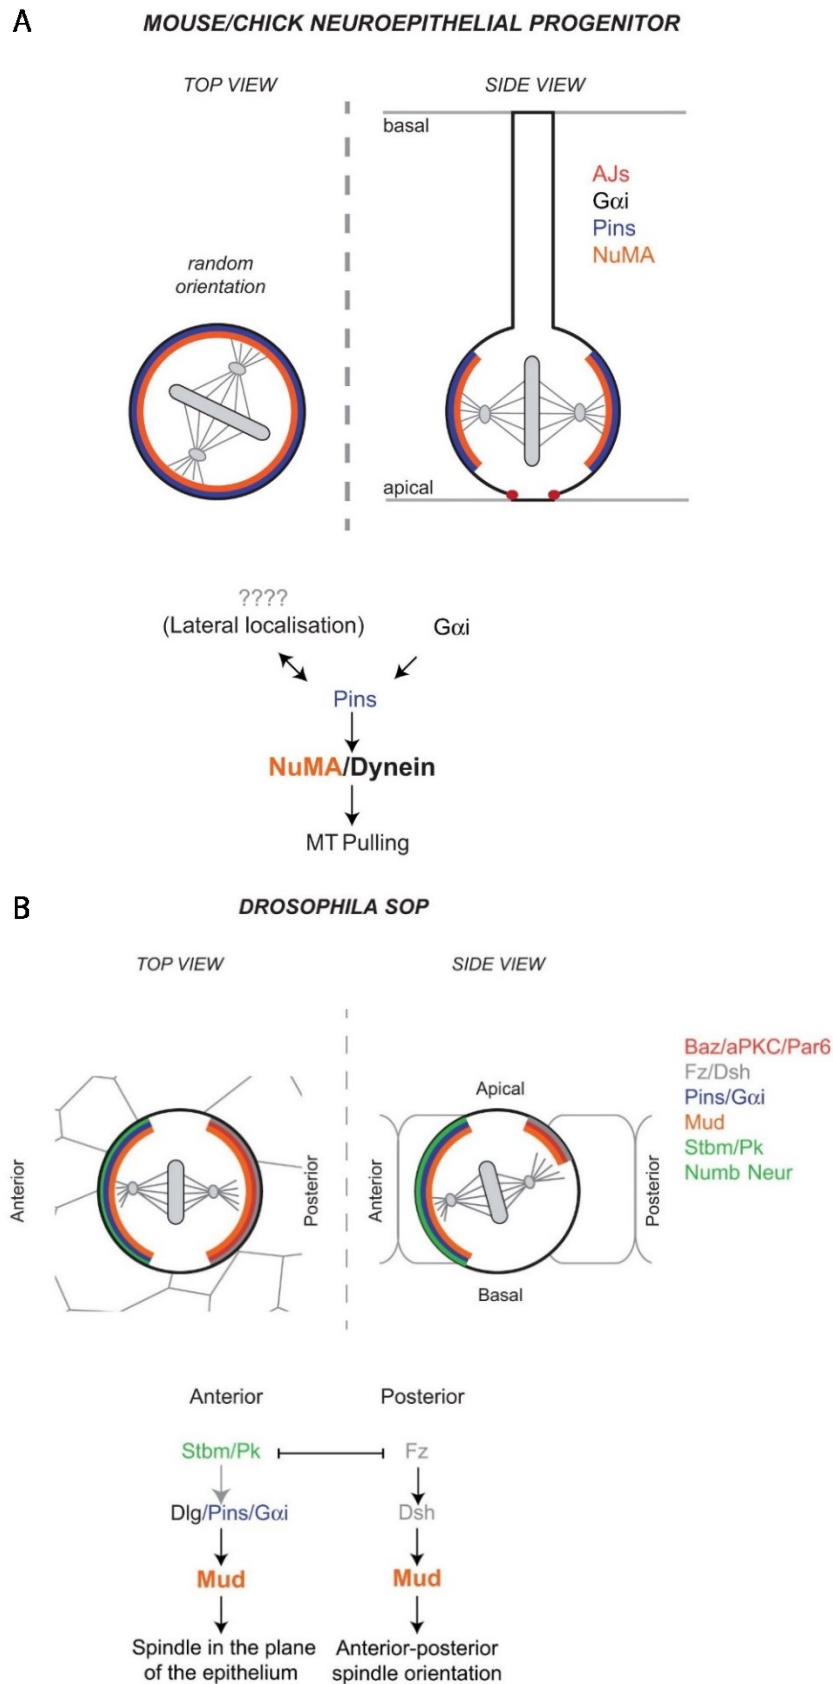 A
MOUSE/CHICK NEUROEPITHELIAL PROGENITOR
TOP VIEW
SIDE VIEW
basal
AJs
Gαi
Pins
NuMA
random
orientation
apical
????
(Lateral localisation)
Gαi
Pins
NuMA/Dynein
MT Pulling
B
DROSOPHILA SOP
TOP VIEW
SIDE VIEW
Baz/aPKC/Par6
Fz/Dsh
Pins/Gαi
Mud
Stbm/Pk
Numb Neur
Apical
Anterior
Posterior
Anterior
Posterior
Basal
Anterior
Posterior
Stbm/Pk
Fz
Dlg/Pins/Gαi
Dsh
Mud
Mud
Spindle in the plane
of the epithelium
Anterior-posterior
spindle orientation